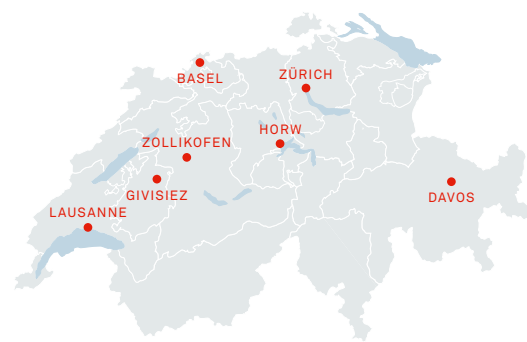 ZÜRICH
BASEL
HORW
ZOLLIKOFEN
GIVISIEZ
DAVOS
LAUSANNE